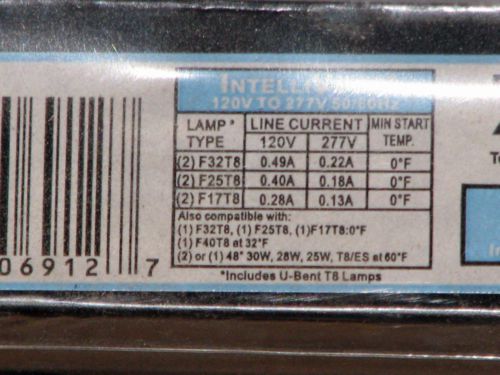 120V TO 277V 50/60Hz
LAMP* TYPE LINE CURRENT MIN START TEMP.
120V 277V
(2) F32T8 0.49A 0.22A 0°F
(2) F25T8 0.40A 0.18A 0°F
(2) F17T8 0.28A 0.13A 0°F
Also compatible with:
(1) F32T8, (1) F25T8, (1)F17T8:0°F
(1) F40T8 at 32°F
(2) or (1) 48" 30W, 28W, 25W, T8/ES at 60°F
*Includes U-Bent T8 Lamps
06912 7